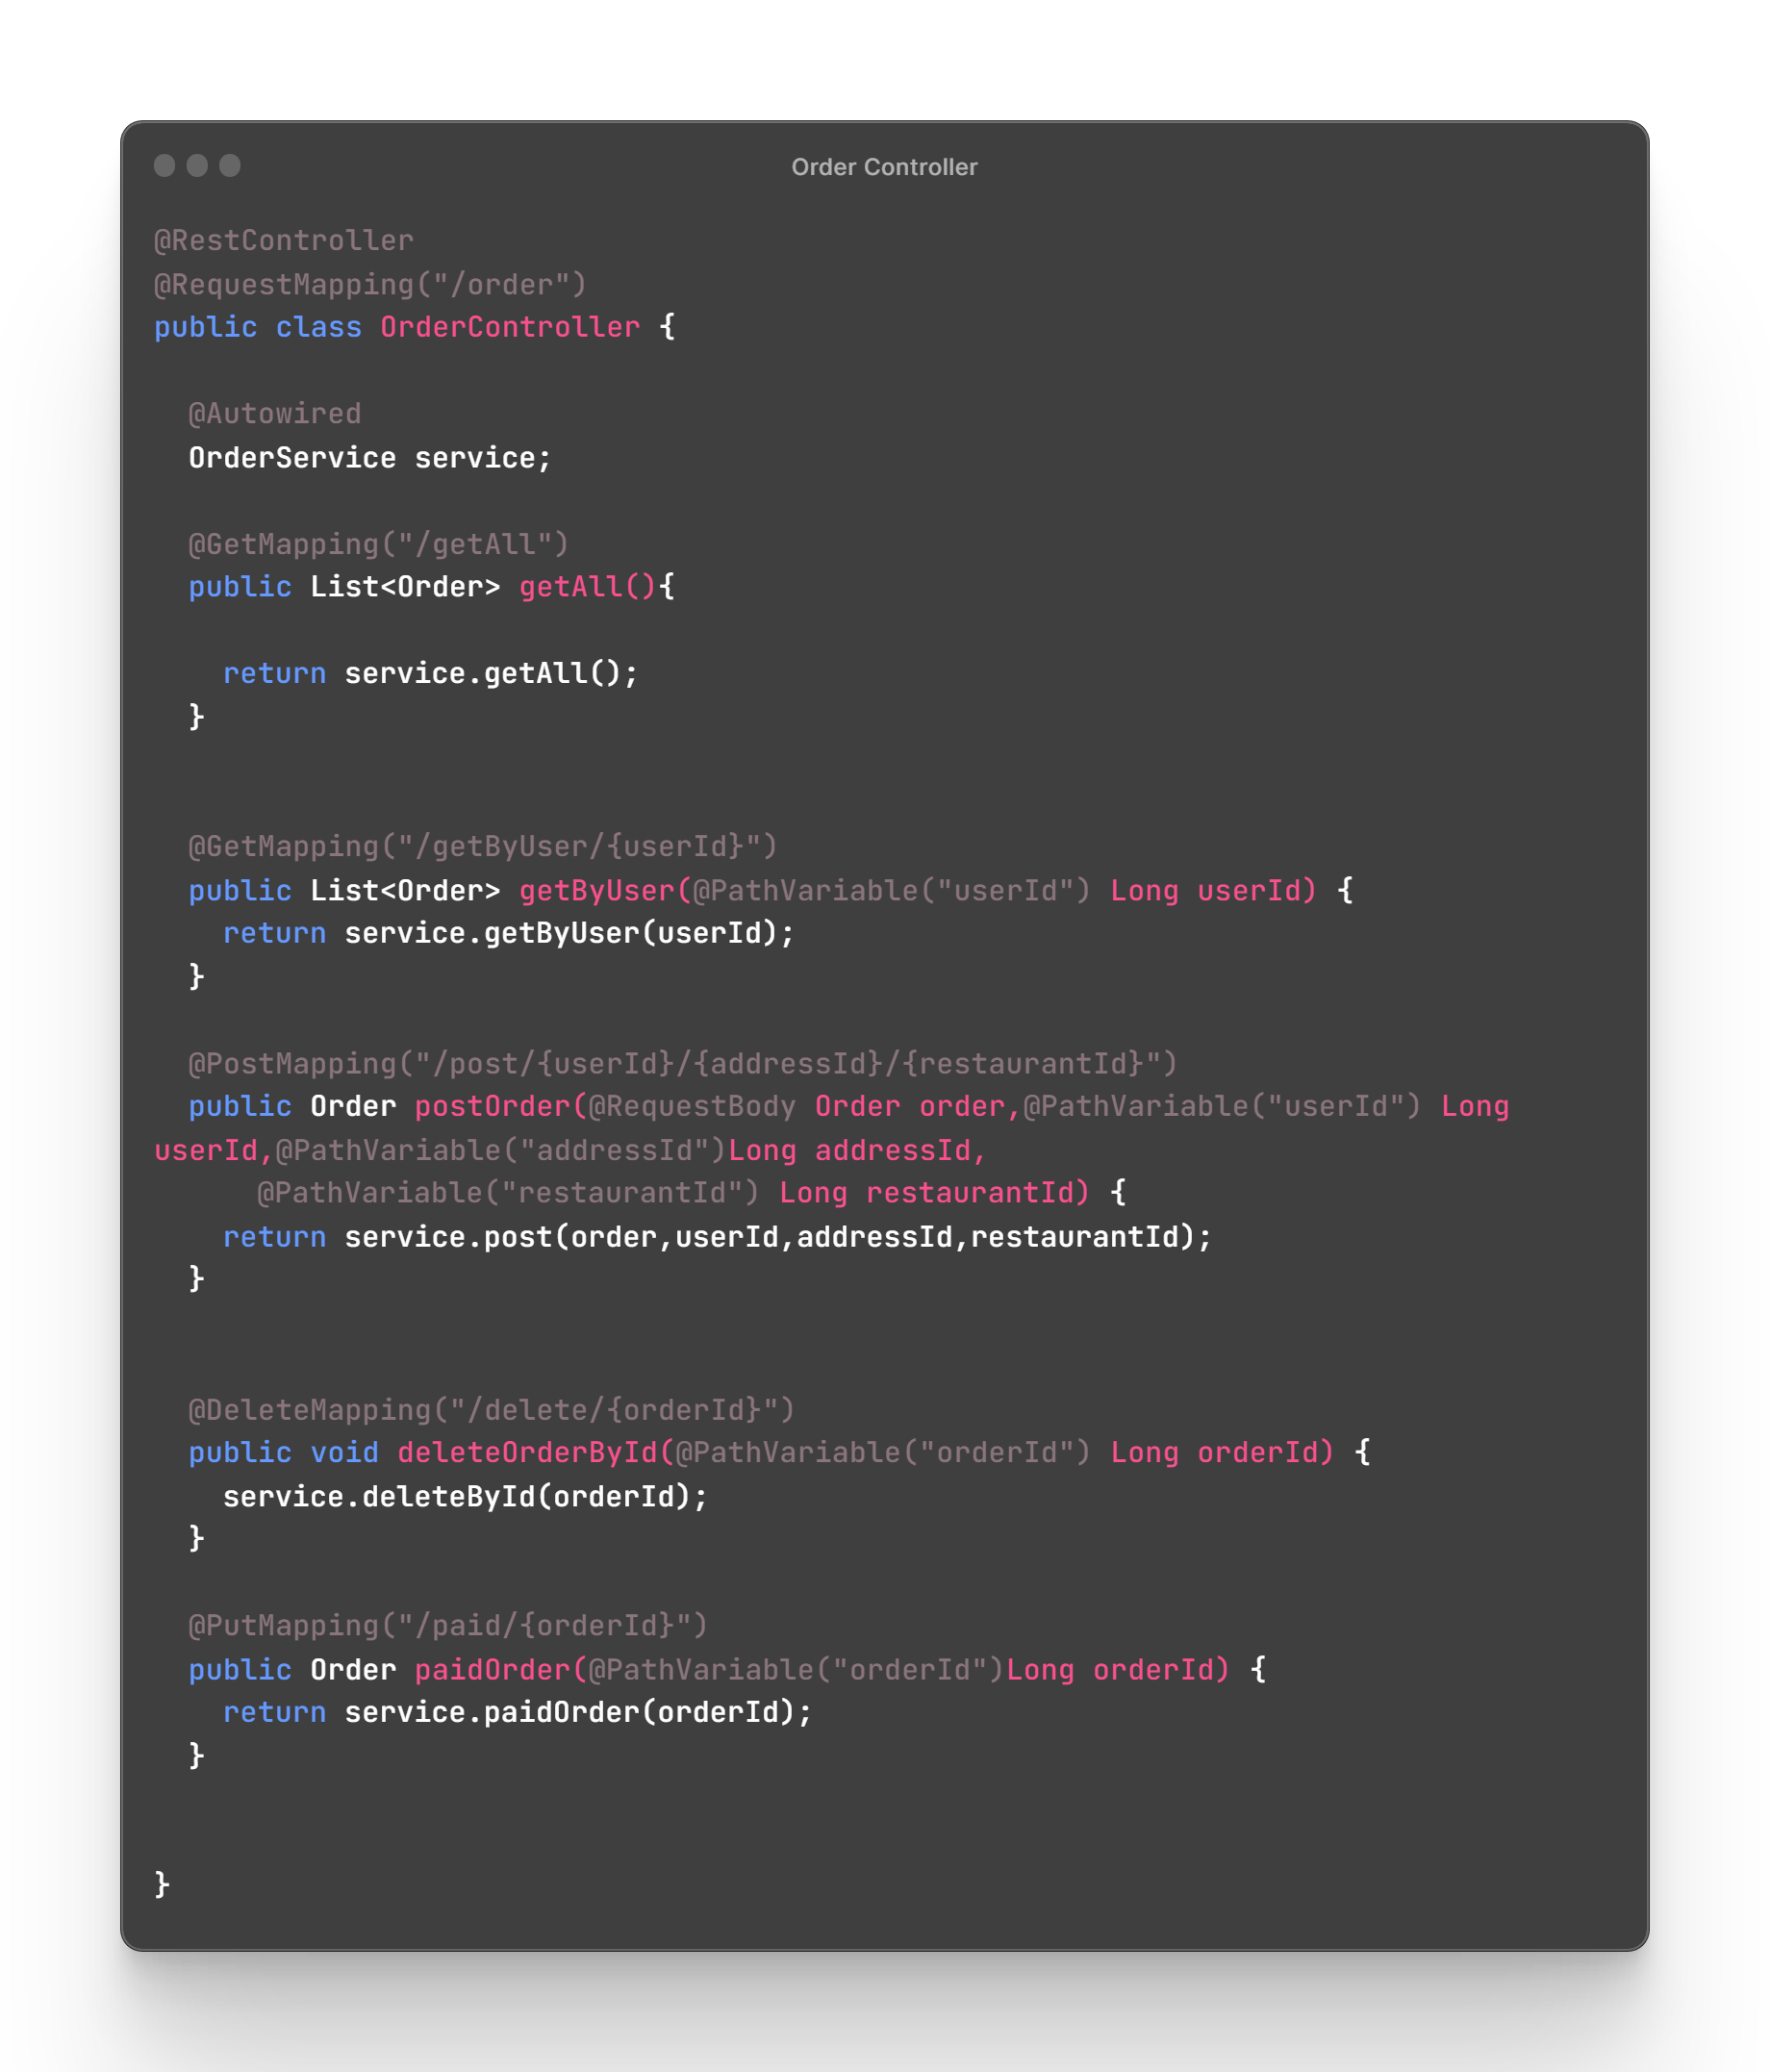 Order Controller
@RestController
@RequestMapping("/order")
public class OrderController {
@Autowired
OrderService service;
@GetMapping("/getAll")
public List<Order> getAll(){
return service.getAll();
}
@GetMapping("/getByUser/{userId}")
public List<Order> getByUser(@PathVariable("userId") Long userId) {
return service.getByUser(userId);
}
@PostMapping("/post/{userId}/{addressId}/{restaurantId}")
public Order postOrder(@RequestBody Order order,@PathVariable("userId") Long
userId,@PathVariable("addressId")Long addressId,
@PathVariable("restaurantId") Long restaurantId) {
return service.post(order,userId,addressId,restaurantId);
}
@DeleteMapping("/delete/{orderId}")
public void deleteOrderById(@PathVariable("orderId") Long orderId) {
service.deleteById(orderId);
}
@PutMapping("/paid/{orderId}")
public Order paidOrder(@PathVariable("orderId")Long orderId) {
return service.paidOrder(orderId);
}
}